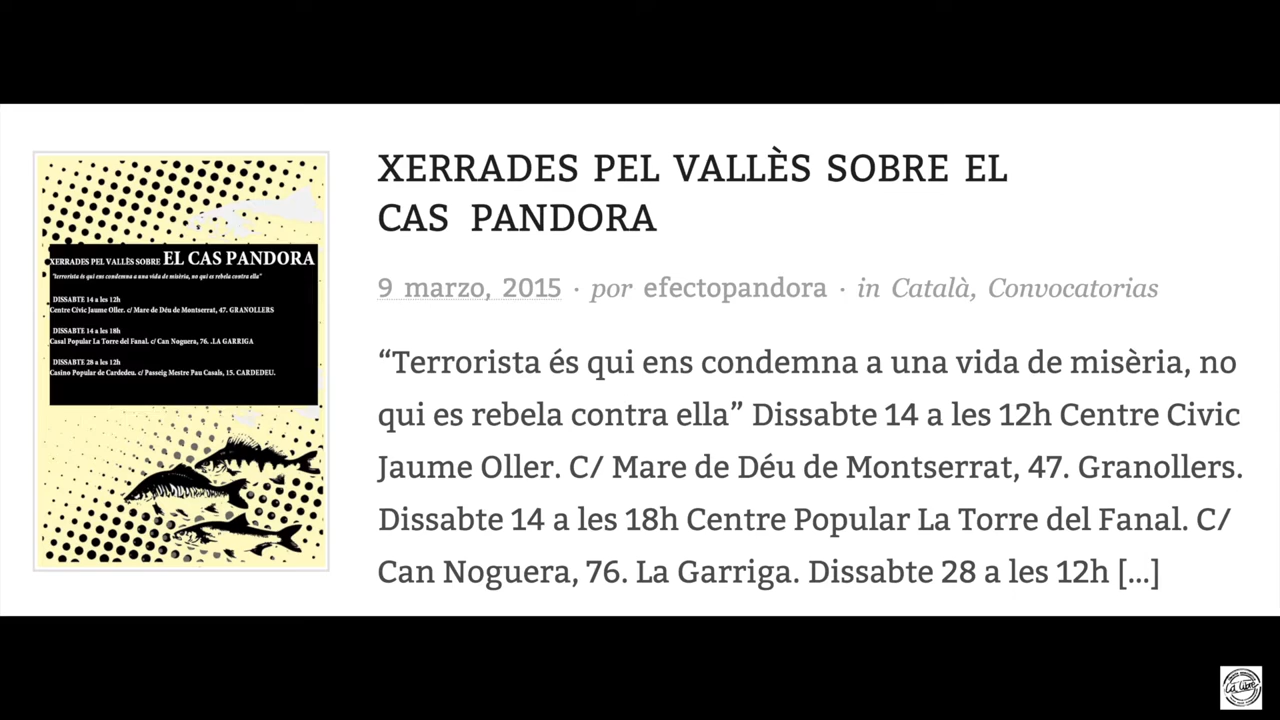 XERRADES PEL VALLÈS SOBRE EL CAS PANDORA
"Terrorista és qui ens condemna a una vida de misèria, no qui es rebela contra ella"
DISSABTE 14 a les 12h
Centre Cívic Jaume Oller. c/ Mare de Déu de Montserrat, 47. GRANOLLERS
DISSABTE 14 a les 18h
Casal Popular La Torre del Fanal. c/ Can Noguera, 76. .LA GARRIGA
DISSABTE 28 a les 12h
Casino Popular de Cardedeu. c/ Passeig Mestre Pau Casals, 15. CARDEDEU.
XERRADES PEL VALLÈS SOBRE EL
CAS PANDORA
9 marzo, 2015 · por efectopandora · in Català, Convocatorias
“Terrorista és qui ens condemna a una vida de misèria, no
qui es rebela contra ella” Dissabte 14 a les 12h Centre Civic
Jaume Oller. C/ Mare de Déu de Montserrat, 47. Granollers.
Dissabte 14 a les 18h Centre Popular La Torre del Fanal. C/
Can Noguera, 76. La Garriga. Dissabte 28 a les 12h [...]